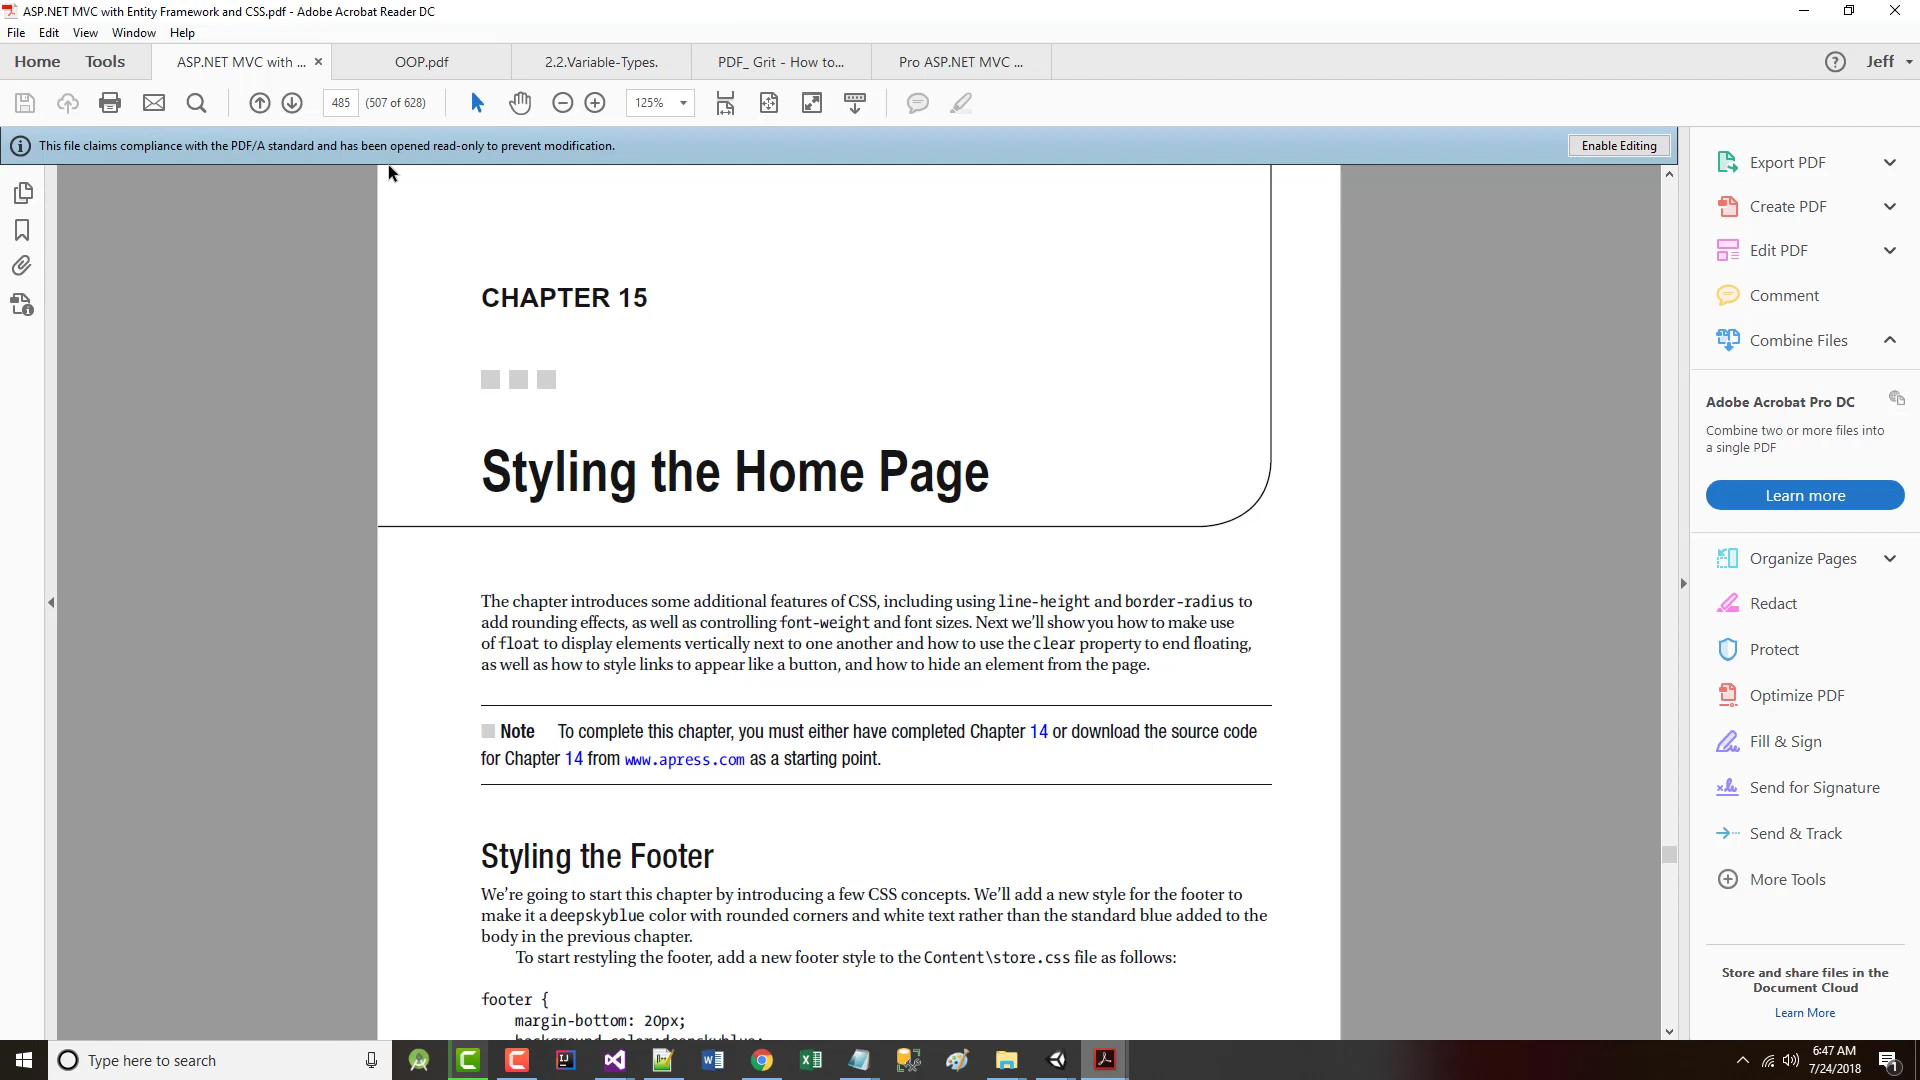 ASP.NET MVC with Entity Framework and CSS.pdf - Adobe Acrobat Reader DC
File Edit View Window Help
Home Tools ASP.NET MVC with ... OOP.pdf 2.2.Variable-Types. PDF_ Grit - How to... Pro ASP.NET MVC ... Jeff
485 (507 of 628) 125%
This file claims compliance with the PDF/A standard and has been opened read-only to prevent modification. Enable Editing
CHAPTER 15
Styling the Home Page
The chapter introduces some additional features of CSS, including using line-height and border-radius to
add rounding effects, as well as controlling font-weight and font sizes. Next we'll show you how to make use
of float to display elements vertically next to one another and how to use the clear property to end floating,
as well as how to style links to appear like a button, and how to hide an element from the page.
Note To complete this chapter, you must either have completed Chapter 14 or download the source code
for Chapter 14 from www.apress.com as a starting point.
Styling the Footer
We're going to start this chapter by introducing a few CSS concepts. We'll add a new style for the footer to
make it a deepskyblue color with rounded corners and white text rather than the standard blue added to the
body in the previous chapter.
To start restyling the footer, add a new footer style to the Content\store.css file as follows:
footer {
margin-bottom: 20px;
background-color:deepskyblue;
Export PDF
Create PDF
Edit PDF
Comment
Combine Files
Adobe Acrobat Pro DC
Combine two or more files into
a single PDF
Learn more
Organize Pages
Redact
Protect
Optimize PDF
Fill & Sign
Send for Signature
Send & Track
More Tools
Store and share files in the
Document Cloud
Learn More
Type here to search
6:47 AM
7/24/2018
1